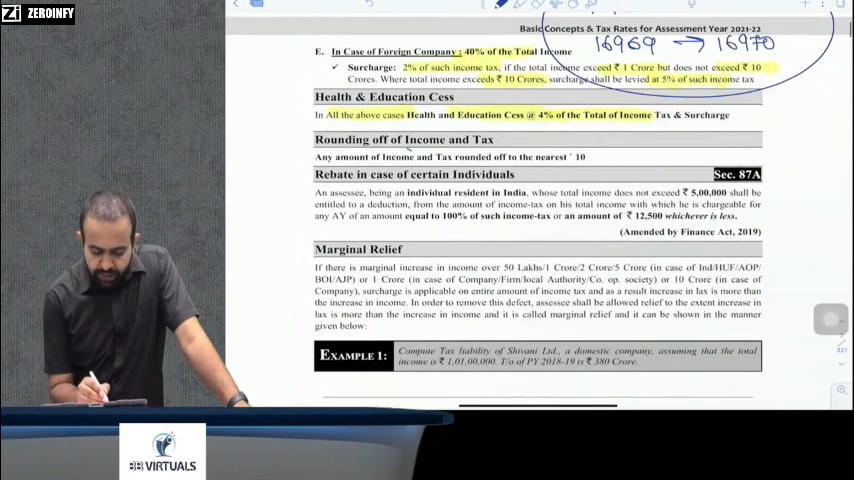 Zi ZEROINFY
Basic Concepts & Tax Rates for Assessment Year 2021-22
16969 → 16970
E. In Case of Foreign Company : 40% of the Total Income
✓ Surcharge: 2% of such income tax, if the total income exceed ₹ 1 Crore but does not exceed ₹ 10
Crores. Where total income exceeds ₹ 10 Crores, surcharge shall be levied at 5% of such income tax
Health & Education Cess
In All the above cases Health and Education Cess @ 4% of the Total of Income Tax & Surcharge
Rounding off of Income and Tax
Any amount of Income and Tax rounded off to the nearest ` 10
Rebate in case of certain Individuals Sec. 87A
An assessee, being an individual resident in India, whose total income does not exceed ₹ 5,00,000 shall be
entitled to a deduction, from the amount of income-tax on his total income with which he is chargeable for
any AY of an amount equal to 100% of such income-tax or an amount of ₹ 12,500 whichever is less.
(Amended by Finance Act, 2019)
Marginal Relief
If there is marginal increase in income over 50 Lakhs/1 Crore/2 Crore/5 Crore (in case of Ind/HUF/AOP/
BOI/AJP) or 1 Crore (in case of Company/Firm/local Authority/Co. op. society) or 10 Crore (in case of
Company), surcharge is applicable on entire amount of income tax and as a result increase in tax is more than
the increase in income. In order to remove this defect, assessee shall be allowed relief to the extent increase in
tax is more than the increase in income and it is called marginal relief and it can be shown in the manner
given below:
EXAMPLE 1: Compute Tax liability of Shivani Ltd., a domestic company, assuming that the total
income is ₹ 1,01,00,000. T/o of PY 2018-19 is ₹ 380 Crore.
321
BB VIRTUALS